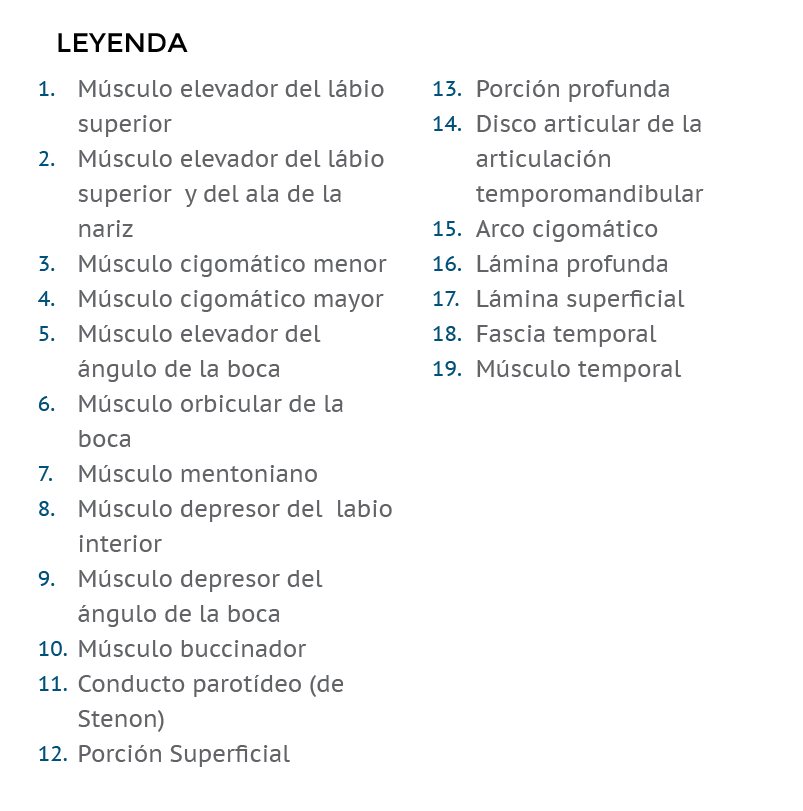 LEYENDA
1. Músculo elevador del lábio
superior
2. Músculo elevador del lábio
superior  y del ala de la
nariz
3. Músculo cigomático menor
4. Músculo cigomático mayor
5. Músculo elevador del
ángulo de la boca
6. Músculo orbicular de la
boca
7. Músculo mentoniano
8. Músculo depresor del  labio
interior
9. Músculo depresor del
ángulo de la boca
10. Músculo buccinador
11. Conducto parotídeo (de
Stenon)
12. Porción Superficial
13. Porción profunda
14. Disco articular de la
articulación
temporomandibular
15. Arco cigomático
16. Lámina profunda
17. Lámina superficial
18. Fascia temporal
19. Músculo temporal